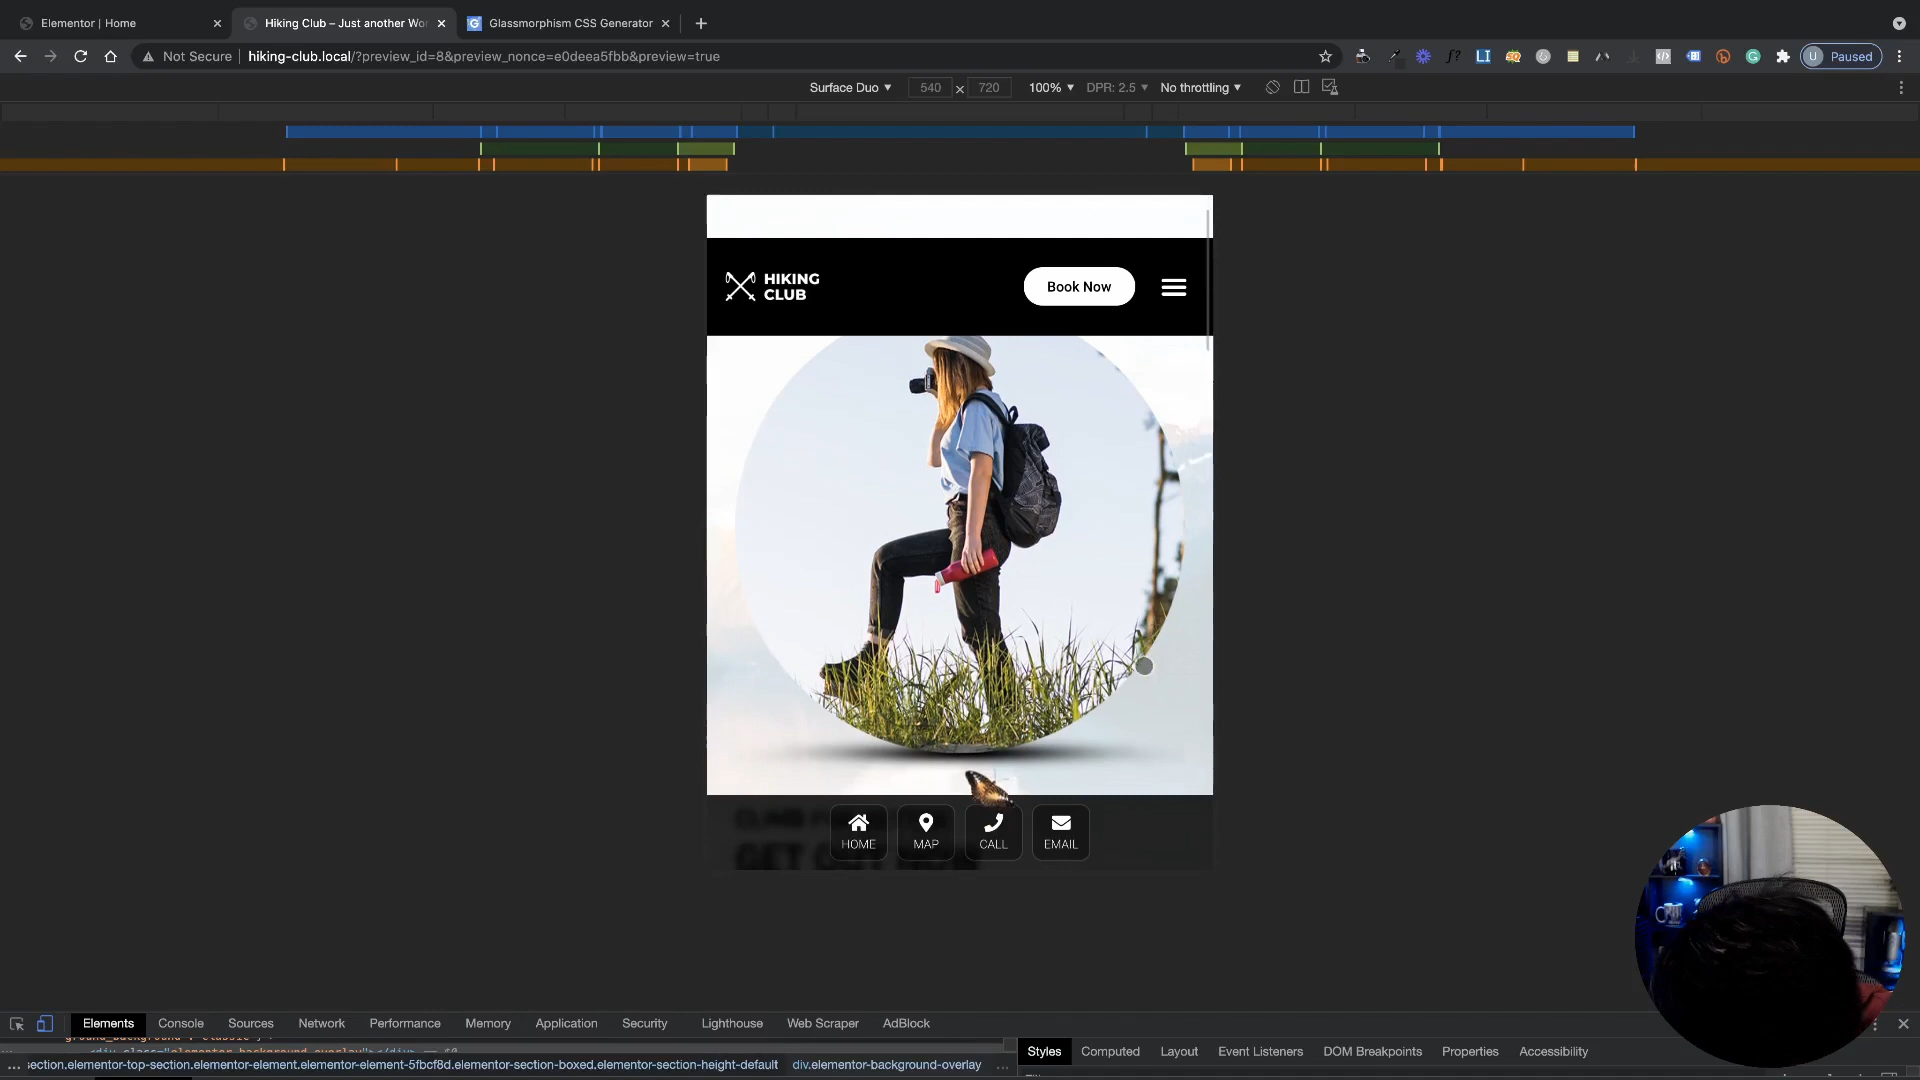 Elementor | Home
Hiking Club – Just another Wor
Glassmorphism CSS Generator
Not Secure
hiking-club.local/?preview_id=8&preview_nonce=e0deea5fbb&preview=true
U Paused
Surface Duo
540 × 720
100%
DPR: 2.5
No throttling
HIKING
CLUB
Book Now
HOME
MAP
CALL
EMAIL
Elements
Console
Sources
Network
Performance
Memory
Application
Security
Lighthouse
Web Scraper
AdBlock
... section.elementor-top-section.elementor-element.elementor-element-5fbcf8d.elementor-section-boxed.elementor-section-height-default
div.elementor-background-overlay
...
Styles
Computed
Layout
Event Listeners
DOM Breakpoints
Properties
Accessibility